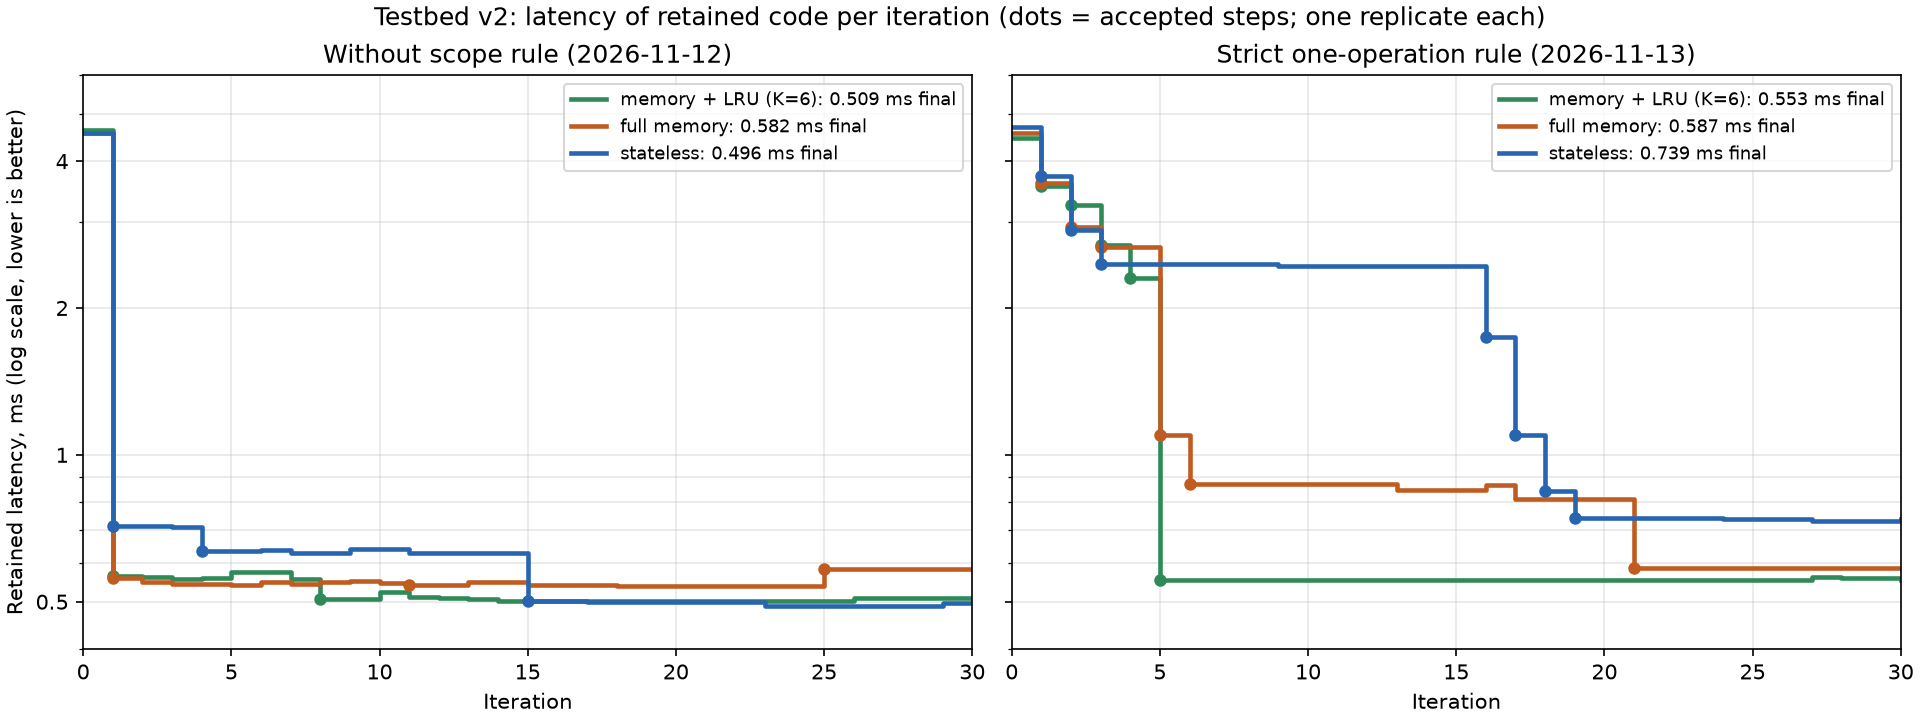 Testbed v2: latency of retained code per iteration (dots = accepted steps; one replicate each)
Without scope rule (2026-11-12)
Retained latency, ms (log scale, lower is better)
4
2
1
0.5
memory + LRU (K=6): 0.509 ms final
full memory: 0.582 ms final
stateless: 0.496 ms final
0 5 10 15 20 25 30
Iteration
Strict one-operation rule (2026-11-13)
memory + LRU (K=6): 0.553 ms final
full memory: 0.587 ms final
stateless: 0.739 ms final
0 5 10 15 20 25 30
Iteration